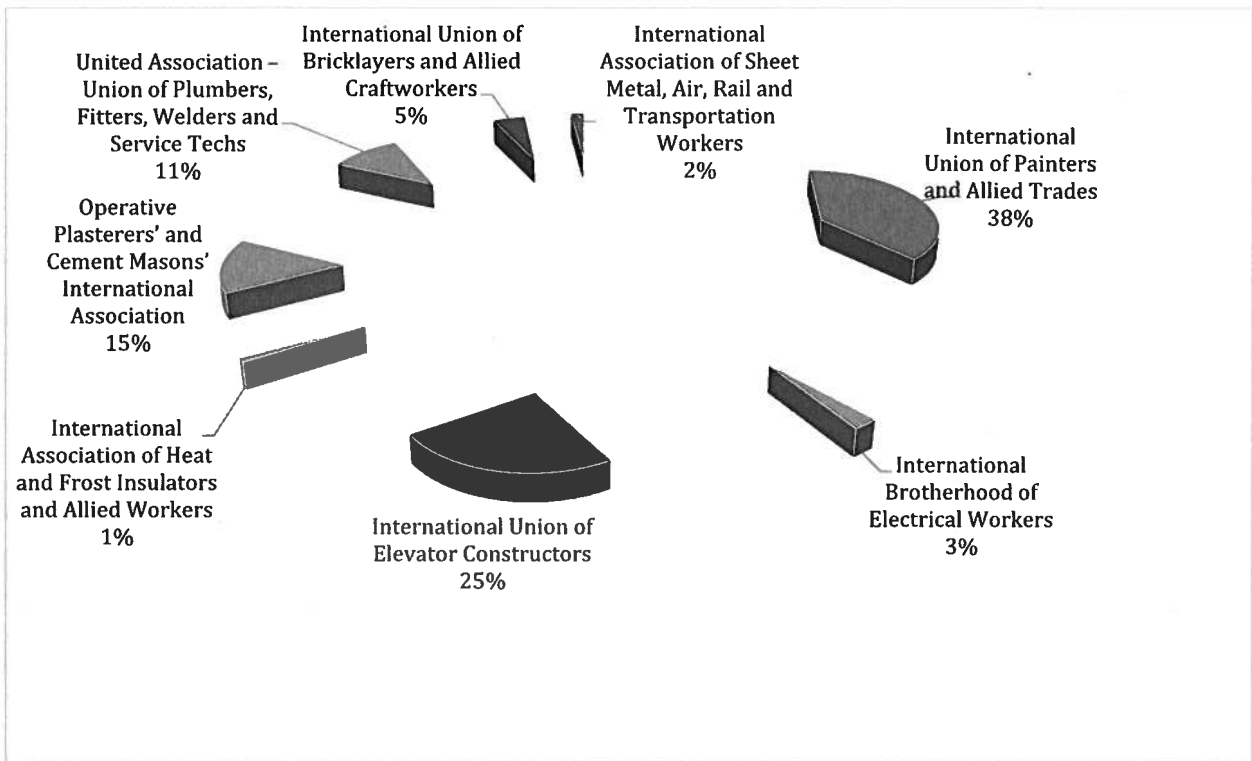 International Union of
Bricklayers and Allied
Craftworkers
5%
International
Association of Sheet
Metal, Air, Rail and
Transportation
Workers
2%
United Association –
Union of Plumbers,
Fitters, Welders and
Service Techs
11%
International
Union of Painters
and Allied Trades
38%
Operative
Plasterers’ and
Cement Masons’
International
Association
15%
International
Association of Heat
and Frost Insulators
and Allied Workers
1%
International Union of
Elevator Constructors
25%
International
Brotherhood of
Electrical Workers
3%